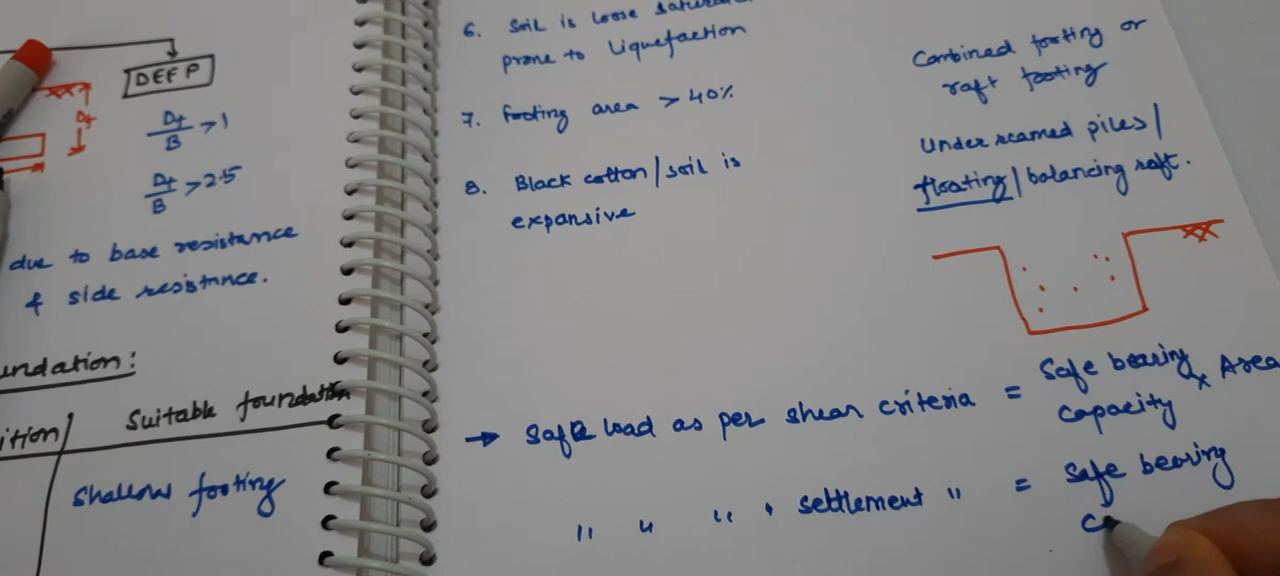 DEEP
Df
Df/B > 1
Df/B > 2.5
due to base resistance
& side resistance.
undation:
ition/ Suitable foundation
Shallow footing
6. Soil is loose
prone to liquefaction
7. Footing area > 40%
Combined footing or
raft footing
8. Black cotton/soil is
expansive
Under reamed piles/
floating/balancing raft.
→ Safe load as per shear criteria = Safe bearing
capacity × Area
" " " , settlement " = Safe bearing